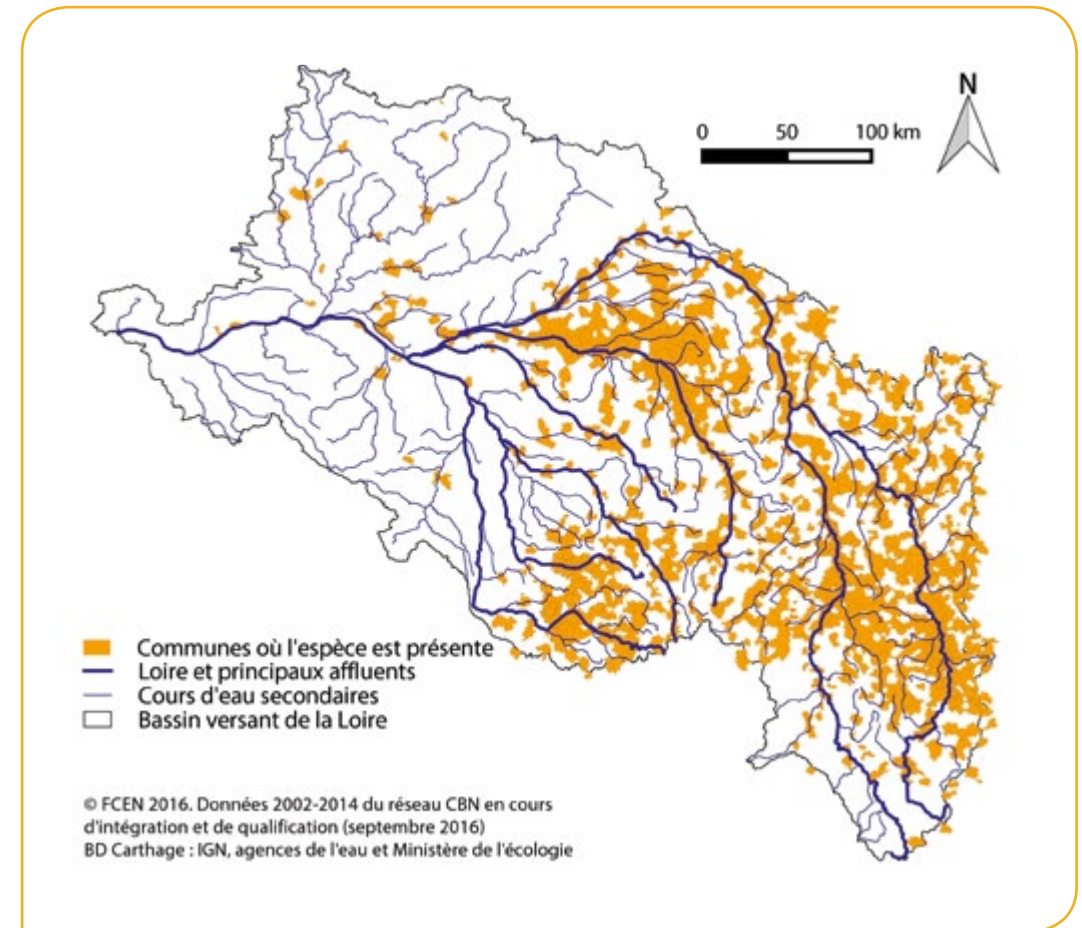 N
0 50 100 km
Communes où l'espèce est présente
Loire et principaux affluents
Cours d'eau secondaires
Bassin versant de la Loire
© FCEN 2016. Données 2002-2014 du réseau CBN en cours
d'intégration et de qualification (septembre 2016)
BD Carthage : IGN, agences de l'eau et Ministère de l'écologie